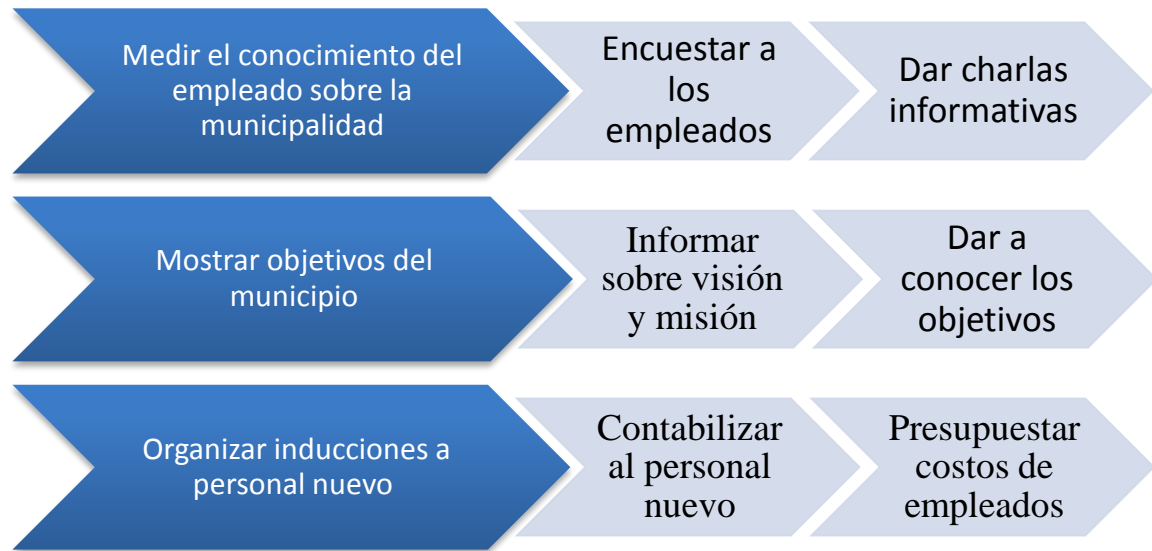 Medir el conocimiento del
empleado sobre la
municipalidad
Encuestar a
los
empleados
Dar charlas
informativas
Mostrar objetivos del
municipio
Informar
sobre visión
y misión
Dar a
conocer los
objetivos
Organizar inducciones a
personal nuevo
Contabilizar
al personal
nuevo
Presupuestar
costos de
empleados